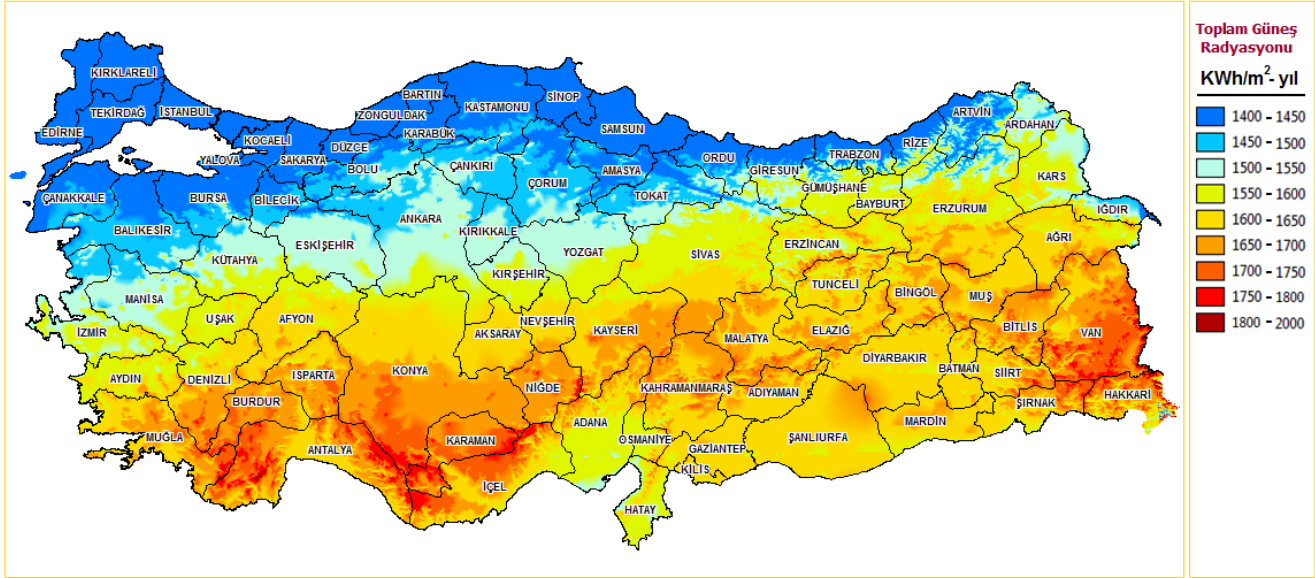 KIRKLARELİ
TEKİRDAĞ
İSTANBUL
EDİRNE
KOCAELİ
YALOVA
SAKARYA
DÜZCE
ZONGULDAK
BARTIN
KARABÜK
KASTAMONU
SİNOP
SAMSUN
BOLU
ÇANKIRI
ÇORUM
AMASYA
ORDU
TOKAT
GİRESUN
TRABZON
RİZE
ARTVİN
ARDAHAN
GÜMÜŞHANE
BAYBURT
ERZURUM
KARS
IĞDIR
AĞRI
ÇANAKKALE
BALIKEŞİR
BURSA
BİLECİK
ESKİŞEHİR
KÜTAHYA
ANKARA
KIRIKKALE
YOZGAT
KIRŞEHİR
SİVAS
ERZİNCAN
TUNCELİ
BİNGÖL
MUŞ
BİTLİS
VAN
MANİSA
İZMİR
UŞAK
AFYON
AKSARAY
NEVŞEHİR
KAYSERİ
MALATYA
ELAZIĞ
DİYARBAKIR
BATMAN
SİİRT
ŞIRNAK
HAKKARİ
AYDIN
DENİZLİ
ISPARTA
BURDUR
KONYA
NİĞDE
KAHRAMANMARAŞ
ADIYAMAN
MARDİN
MUĞLA
ANTALYA
KARAMAN
İÇEL
ADANA
OSMANİYE
GAZİANTEP
KİLİS
ŞANLIURFA
HATAY
Toplam Güneş
Radyasyonu
KWh/m²- yıl
1400 - 1450
1450 - 1500
1500 - 1550
1550 - 1600
1600 - 1650
1650 - 1700
1700 - 1750
1750 - 1800
1800 - 2000